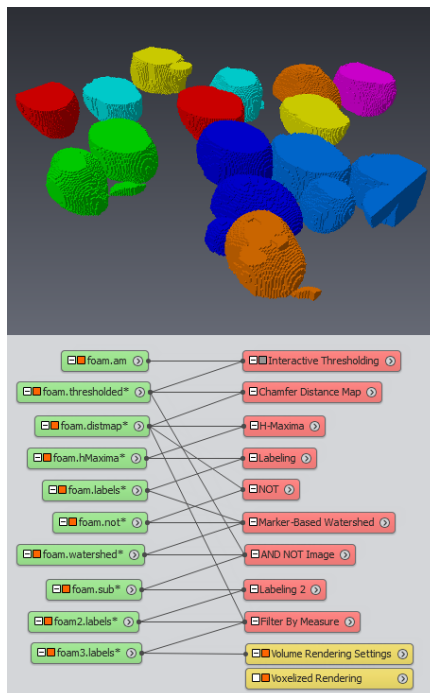 foam.am
Interactive Thresholding
foam.thresholded*
Chamfer Distance Map
foam.distmap*
H-Maxima
foam.hMaxima*
Labeling
foam.labels*
NOT
foam.not*
Marker-Based Watershed
foam.watershed*
AND NOT Image
foam.sub*
Labeling 2
foam2.labels*
Filter By Measure
foam3.labels*
Volume Rendering Settings
Voxelized Rendering